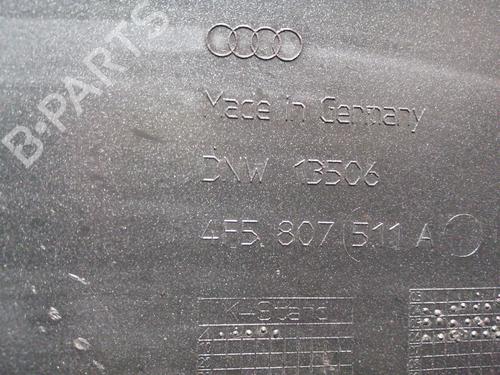 B-PARTS
Made in Germany
DNW 13506
4F5 807 511 A
K-Stand